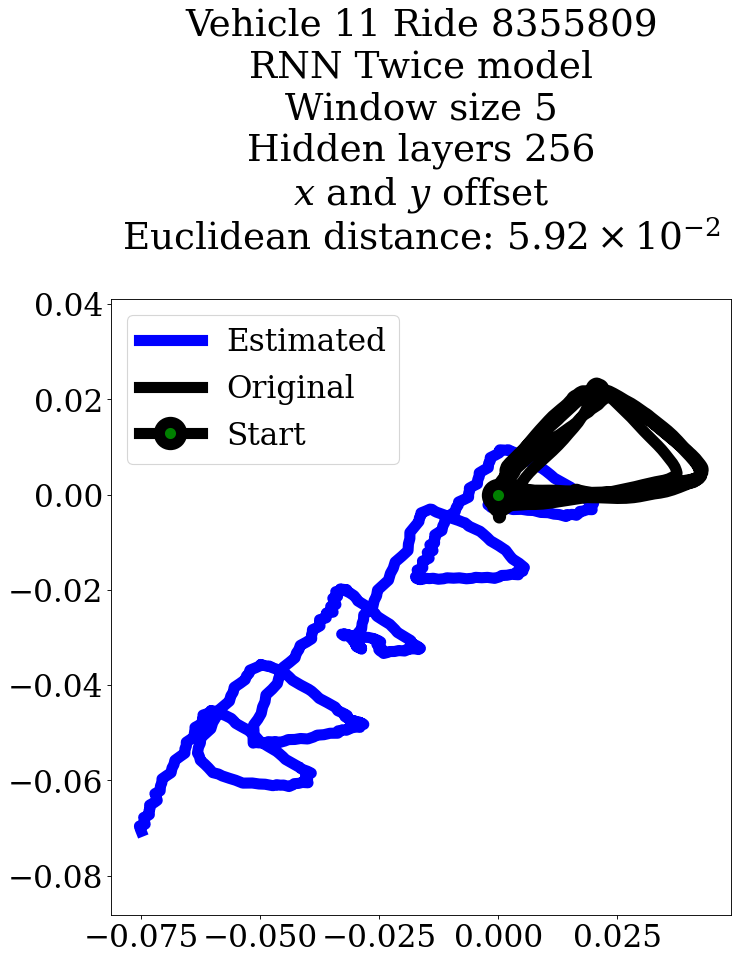 Vehicle 11 Ride 8355809
RNN Twice model
Window size 5
Hidden layers 256
x and y offset
Euclidean distance: 5.92 × 10⁻²
Estimated
Original
Start
0.04
0.02
0.00
−0.02
−0.04
−0.06
−0.08
−0.075 −0.050 −0.025 0.000 0.025